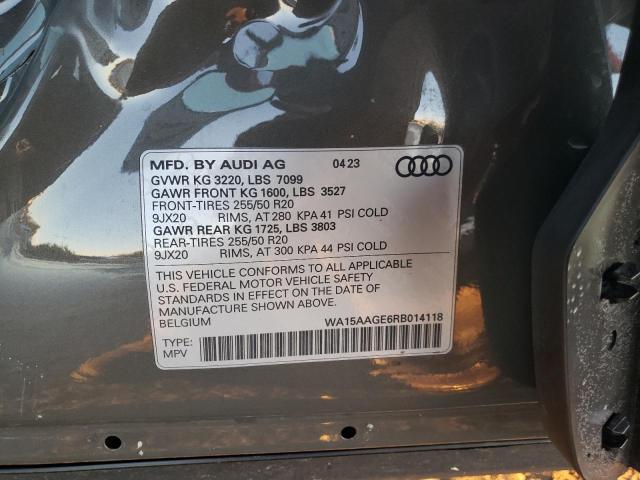 MFD. BY AUDI AG 04 23
GVWR KG 3220, LBS 7099
GAWR FRONT KG 1600, LBS 3527
FRONT-TIRES 255/50 R20
9JX20 RIMS, AT 280 KPA 41 PSI COLD
GAWR REAR KG 1725, LBS 3803
REAR-TIRES 255/50 R20
9JX20 RIMS, AT 300 KPA 44 PSI COLD
THIS VEHICLE CONFORMS TO ALL APPLICABLE
U.S. FEDERAL MOTOR VEHICLE SAFETY
STANDARDS IN EFFECT ON THE DATE OF
MANUFACTURE SHOWN ABOVE.
BELGIUM WA15AAGE6RB014118
TYPE:
MPV